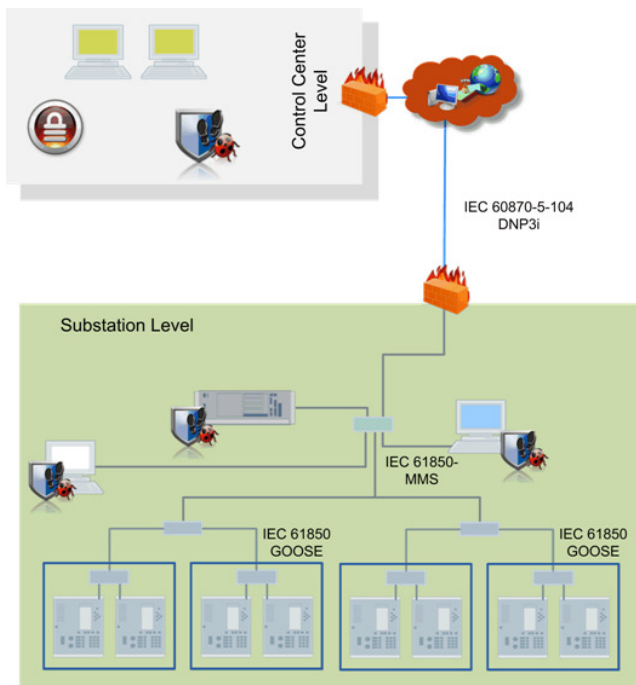 Control Center
Level
IEC 60870-5-104
DNP3i
Substation Level
IEC 61850-
MMS
IEC 61850
GOOSE
IEC 61850
GOOSE